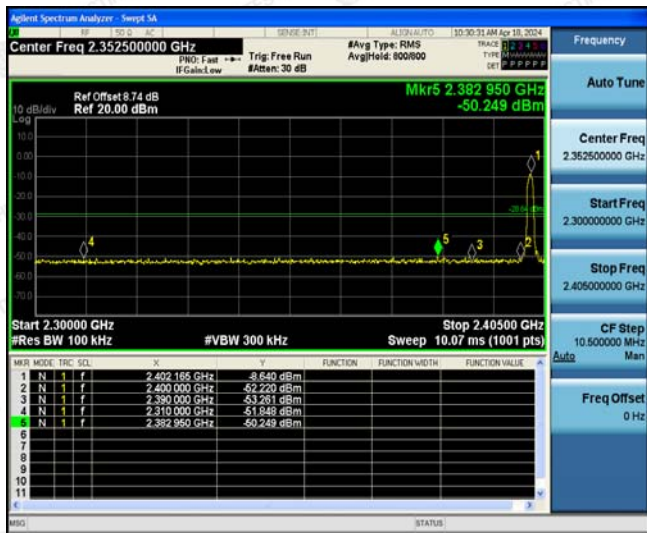 Agilent Spectrum Analyzer - Swept SA
RF 50 Ω AC SENSE:INT ALIGN AUTO 10:30:31 AM Apr 18, 2024
Center Freq 2.352500000 GHz
PNO: Fast
IFGain:Low
Trig: Free Run
#Atten: 30 dB
#Avg Type: RMS
Avg|Hold: 800/800
TRACE 1 2 3 4 5 6
TYPE
DET P P P P P P
Mkr5 2.382 950 GHz
-50.249 dBm
Ref Offset 8.74 dB
Ref 20.00 dBm
10 dB/div
Log
10.0
0.00
-10.0
-20.0
-30.0
-40.0
-50.0
-60.0
-70.0
1
-28.64 dBm
4
5
3
2
Start 2.30000 GHz
Stop 2.40500 GHz
#Res BW 100 kHz
#VBW 300 kHz
Sweep 10.07 ms (1001 pts)
MKR MODE TRC SCL X Y FUNCTION FUNCTION WIDTH FUNCTION VALUE
1 N 1 f 2.402 165 GHz -8.640 dBm
2 N 1 f 2.400 000 GHz -52.220 dBm
3 N 1 f 2.390 000 GHz -53.261 dBm
4 N 1 f 2.310 000 GHz -51.848 dBm
5 N 1 f 2.382 950 GHz -50.249 dBm
6
7
8
9
10
11
MSG
STATUS
Frequency
Auto Tune
Center Freq
2.352500000 GHz
Start Freq
2.300000000 GHz
Stop Freq
2.405000000 GHz
CF Step
10.500000 MHz
Auto Man
Freq Offset
0 Hz